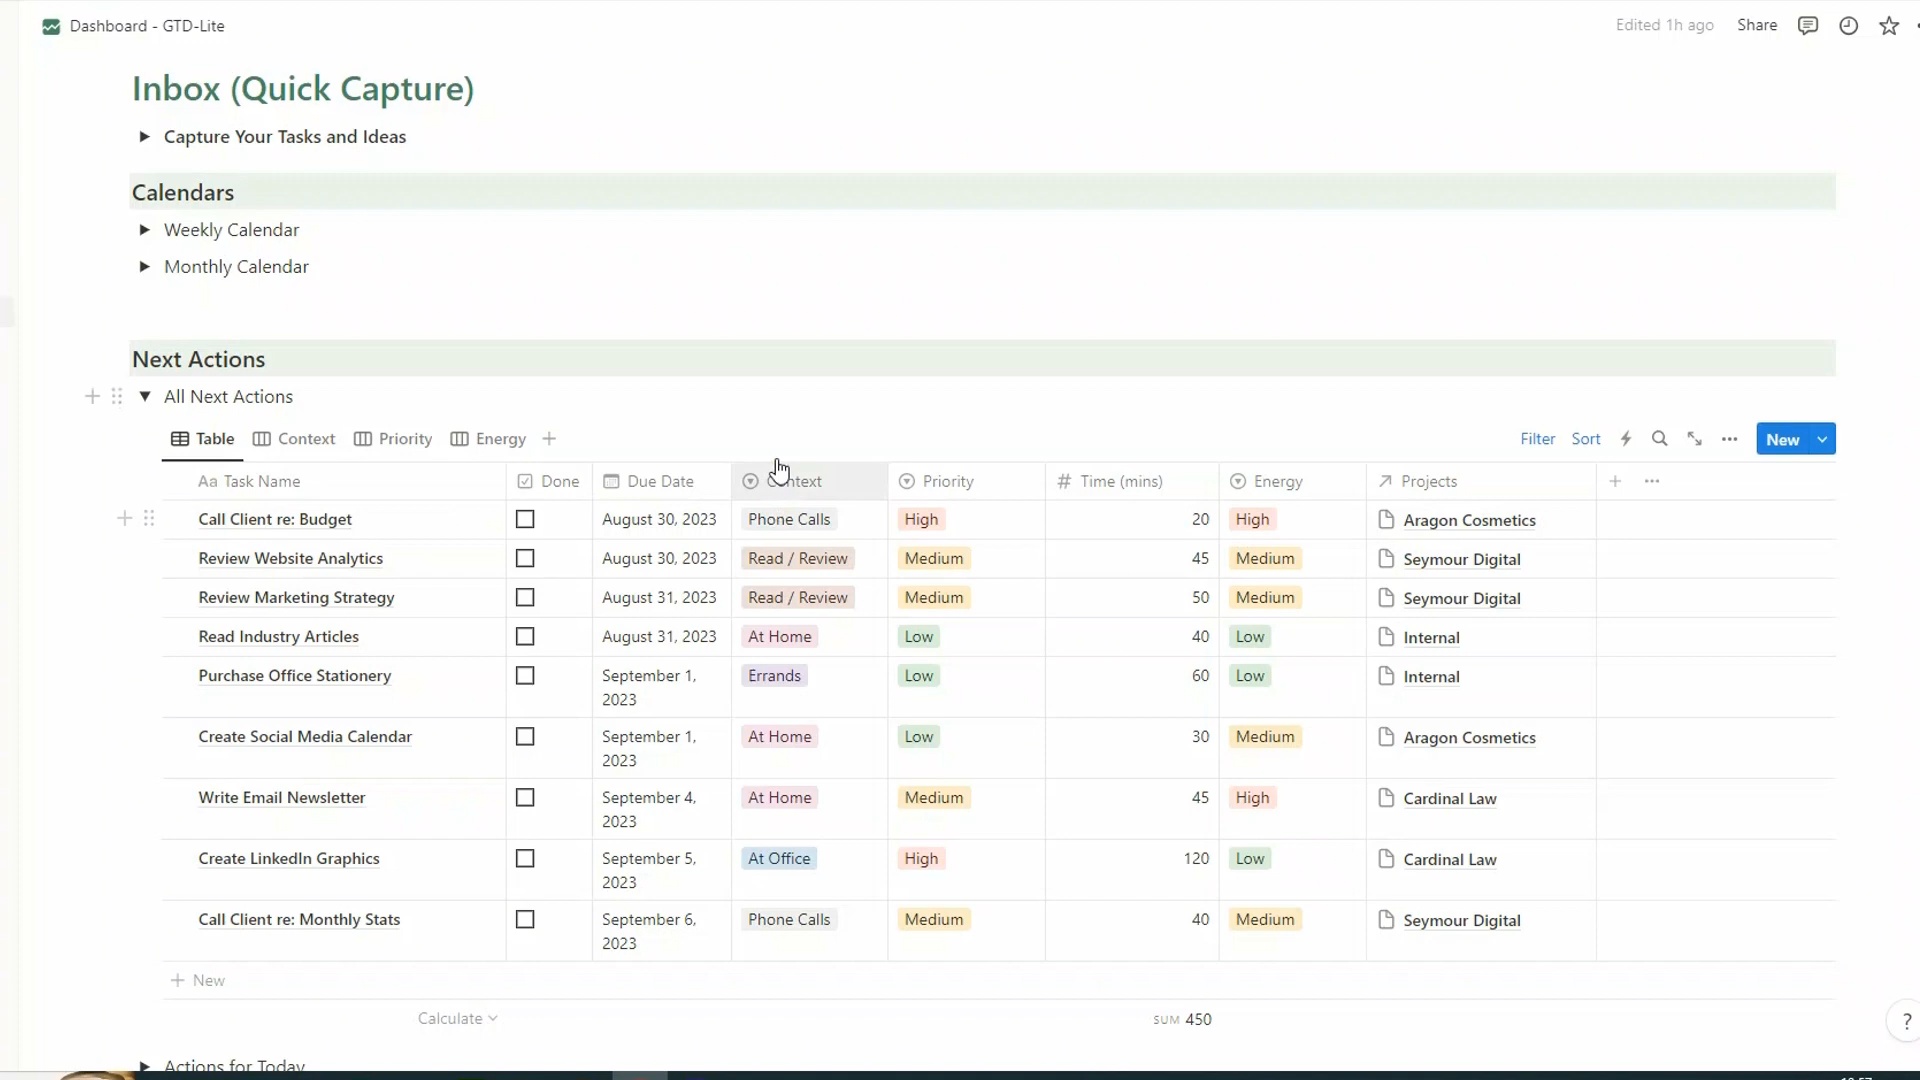 Dashboard - GTD-Lite
Edited 1h ago Share
Inbox (Quick Capture)
Capture Your Tasks and Ideas
Calendars
Weekly Calendar
Monthly Calendar
Next Actions
All Next Actions
Table Context Priority Energy
Filter Sort New
Aa Task Name Done Due Date Context Priority # Time (mins) Energy Projects
Call Client re: Budget August 30, 2023 Phone Calls High 20 High Aragon Cosmetics
Review Website Analytics August 30, 2023 Read / Review Medium 45 Medium Seymour Digital
Review Marketing Strategy August 31, 2023 Read / Review Medium 50 Medium Seymour Digital
Read Industry Articles August 31, 2023 At Home Low 40 Low Internal
Purchase Office Stationery September 1, 2023 Errands Low 60 Low Internal
Create Social Media Calendar September 1, 2023 At Home Low 30 Medium Aragon Cosmetics
Write Email Newsletter September 4, 2023 At Home Medium 45 High Cardinal Law
Create LinkedIn Graphics September 5, 2023 At Office High 120 Low Cardinal Law
Call Client re: Monthly Stats September 6, 2023 Phone Calls Medium 40 Medium Seymour Digital
+ New
Calculate SUM 450
?
Actions for Today